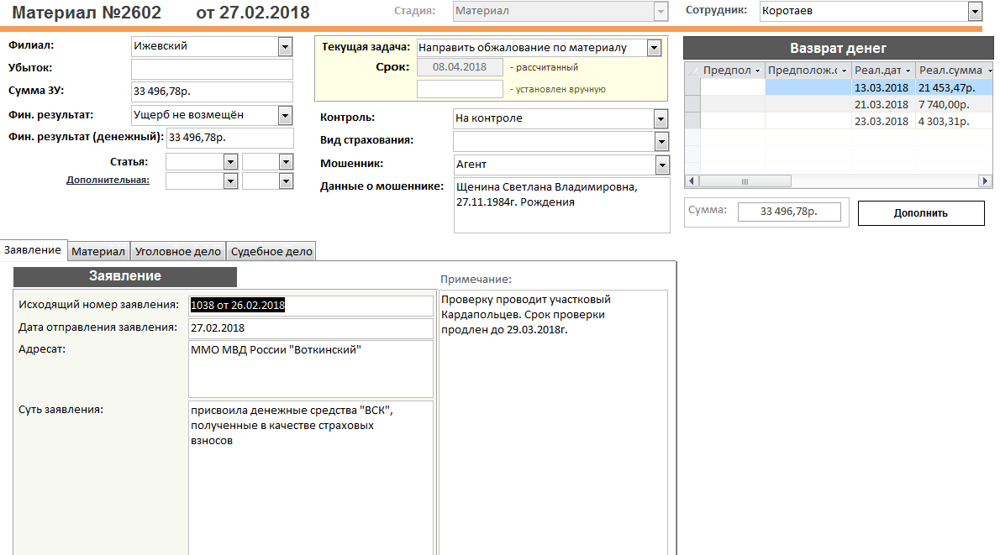 Материал №2602 от 27.02.2018
Стадия: Материал
Сотрудник: Коротаев
Филиал: Ижевский
Убыток:
Сумма ЗУ: 33 496,78р.
Фин. результат: Ущерб не возмещён
Фин. результат (денежный): 33 496,78р.
Статья:
Дополнительная:
Текущая задача: Направить обжалование по материалу
Срок: 08.04.2018 - рассчитанный
- установлен вручную
Контроль: На контроле
Вид страхования:
Мошенник: Агент
Данные о мошеннике: Щенина Светлана Владимировна,
27.11.1984г. Рождения
Вазврат денег
Предпол Предполож.с Реал.дат Реал.сумма
13.03.2018 21 453,47р.
21.03.2018 7 740,00р.
23.03.2018 4 303,31р.
Сумма: 33 496,78р.
Дополнить
Заявление Материал Уголовное дело Судебное дело
Заявление
Исходящий номер заявления: 1038 от 26.02.2018
Дата отправления заявления: 27.02.2018
Адресат: ММО МВД России "Воткинский"
Суть заявления: присвоила денежные средства "ВСК",
полученные в качестве страховых
взносов
Примечание:
Проверку проводит участковый
Кардапольцев. Срок проверки
продлен до 29.03.2018г.